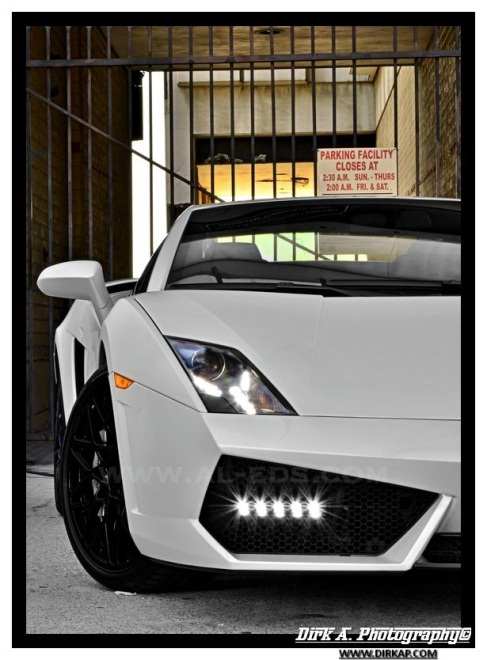 PARKING FACILITY
CLOSES AT
2:30 A.M. SUN.-THURS
2:00 A.M. FRI. & SAT.
WWW.AL-EDS.COM
Dirk A. Photography©
WWW.DIRKAP.COM